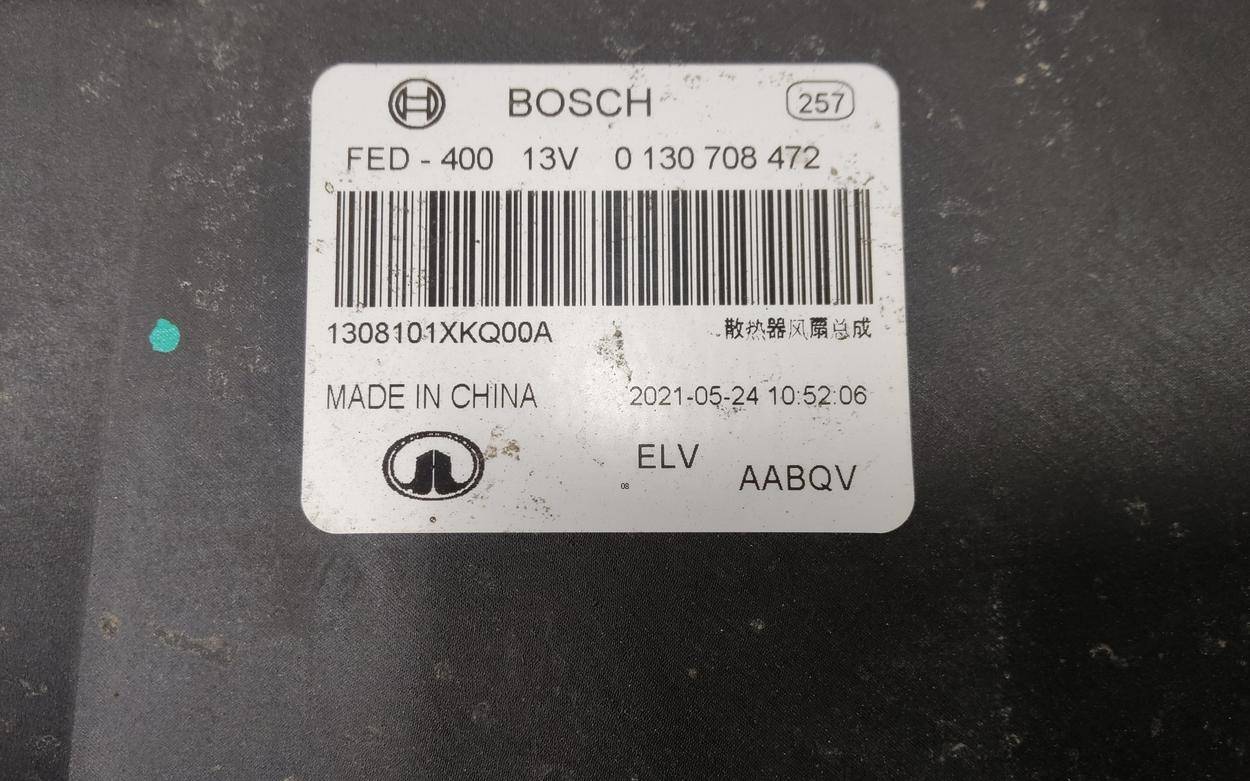 BOSCH 257
FED - 400 13V 0 130 708 472
1308101XKQ00A 散热器风扇总成
MADE IN CHINA 2021-05-24 10:52:06
ELV
08 AABQV